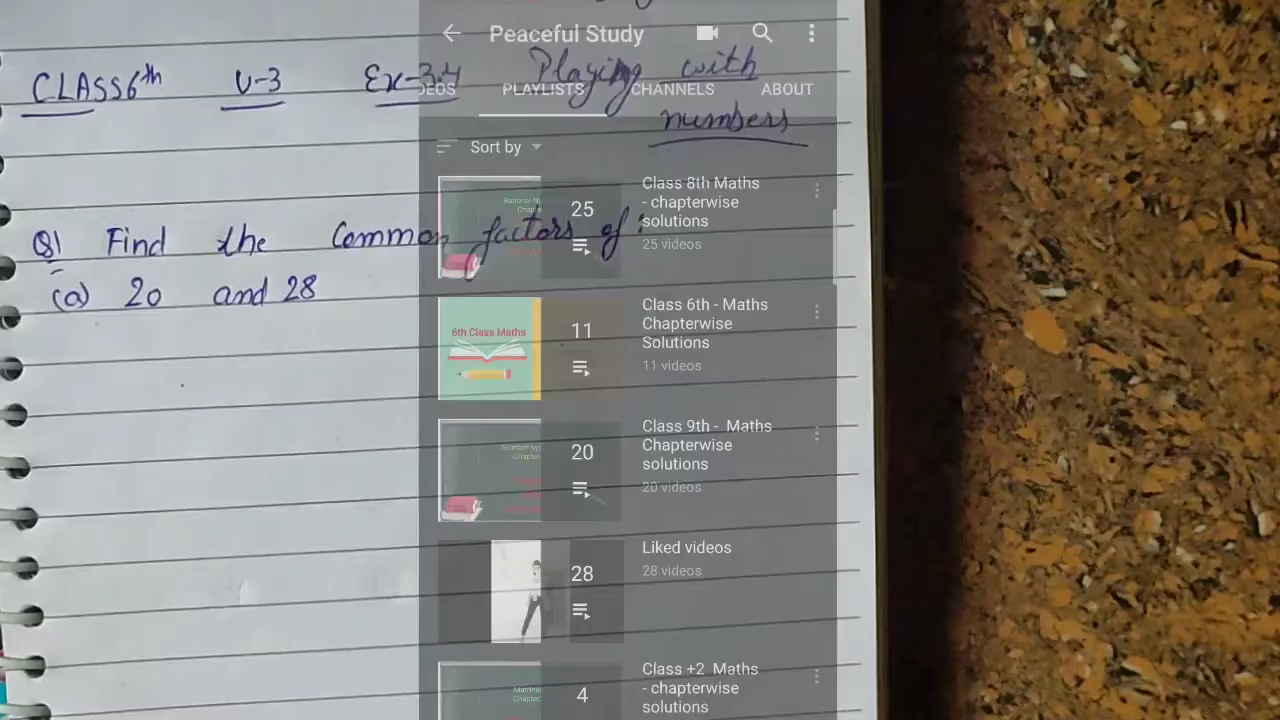 Peaceful Study
CLASS 6th U-3 Ex-3.4 Playing with
numbers
DEOS PLAYLISTS CHANNELS ABOUT
Sort by
Class 8th Maths
- chapterwise
solutions
25
25 videos
Q1 Find the Common factors of:
(a) 20 and 28
Class 6th - Maths
Chapterwise
Solutions
6th Class Maths
11
11 videos
Class 9th - Maths
Chapterwise
solutions
20
20 videos
Liked videos
28
28 videos
Class +2 Maths
- chapterwise
solutions
4